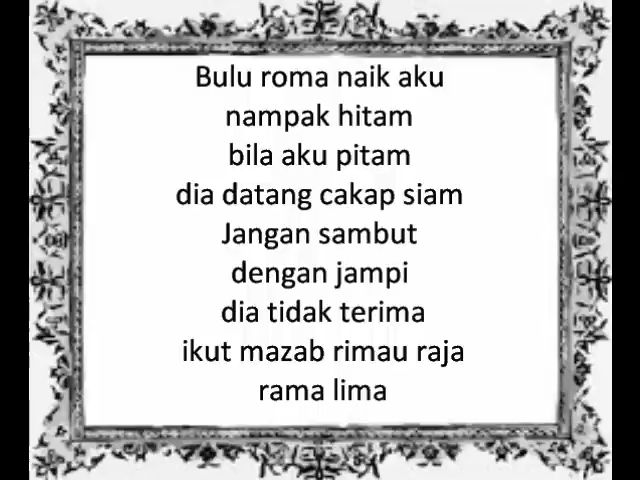 Bulu roma naik aku
nampak hitam
bila aku pitam
dia datang cakap siam
Jangan sambut
dengan jampi
dia tidak terima
ikut mazab rimau raja
rama lima